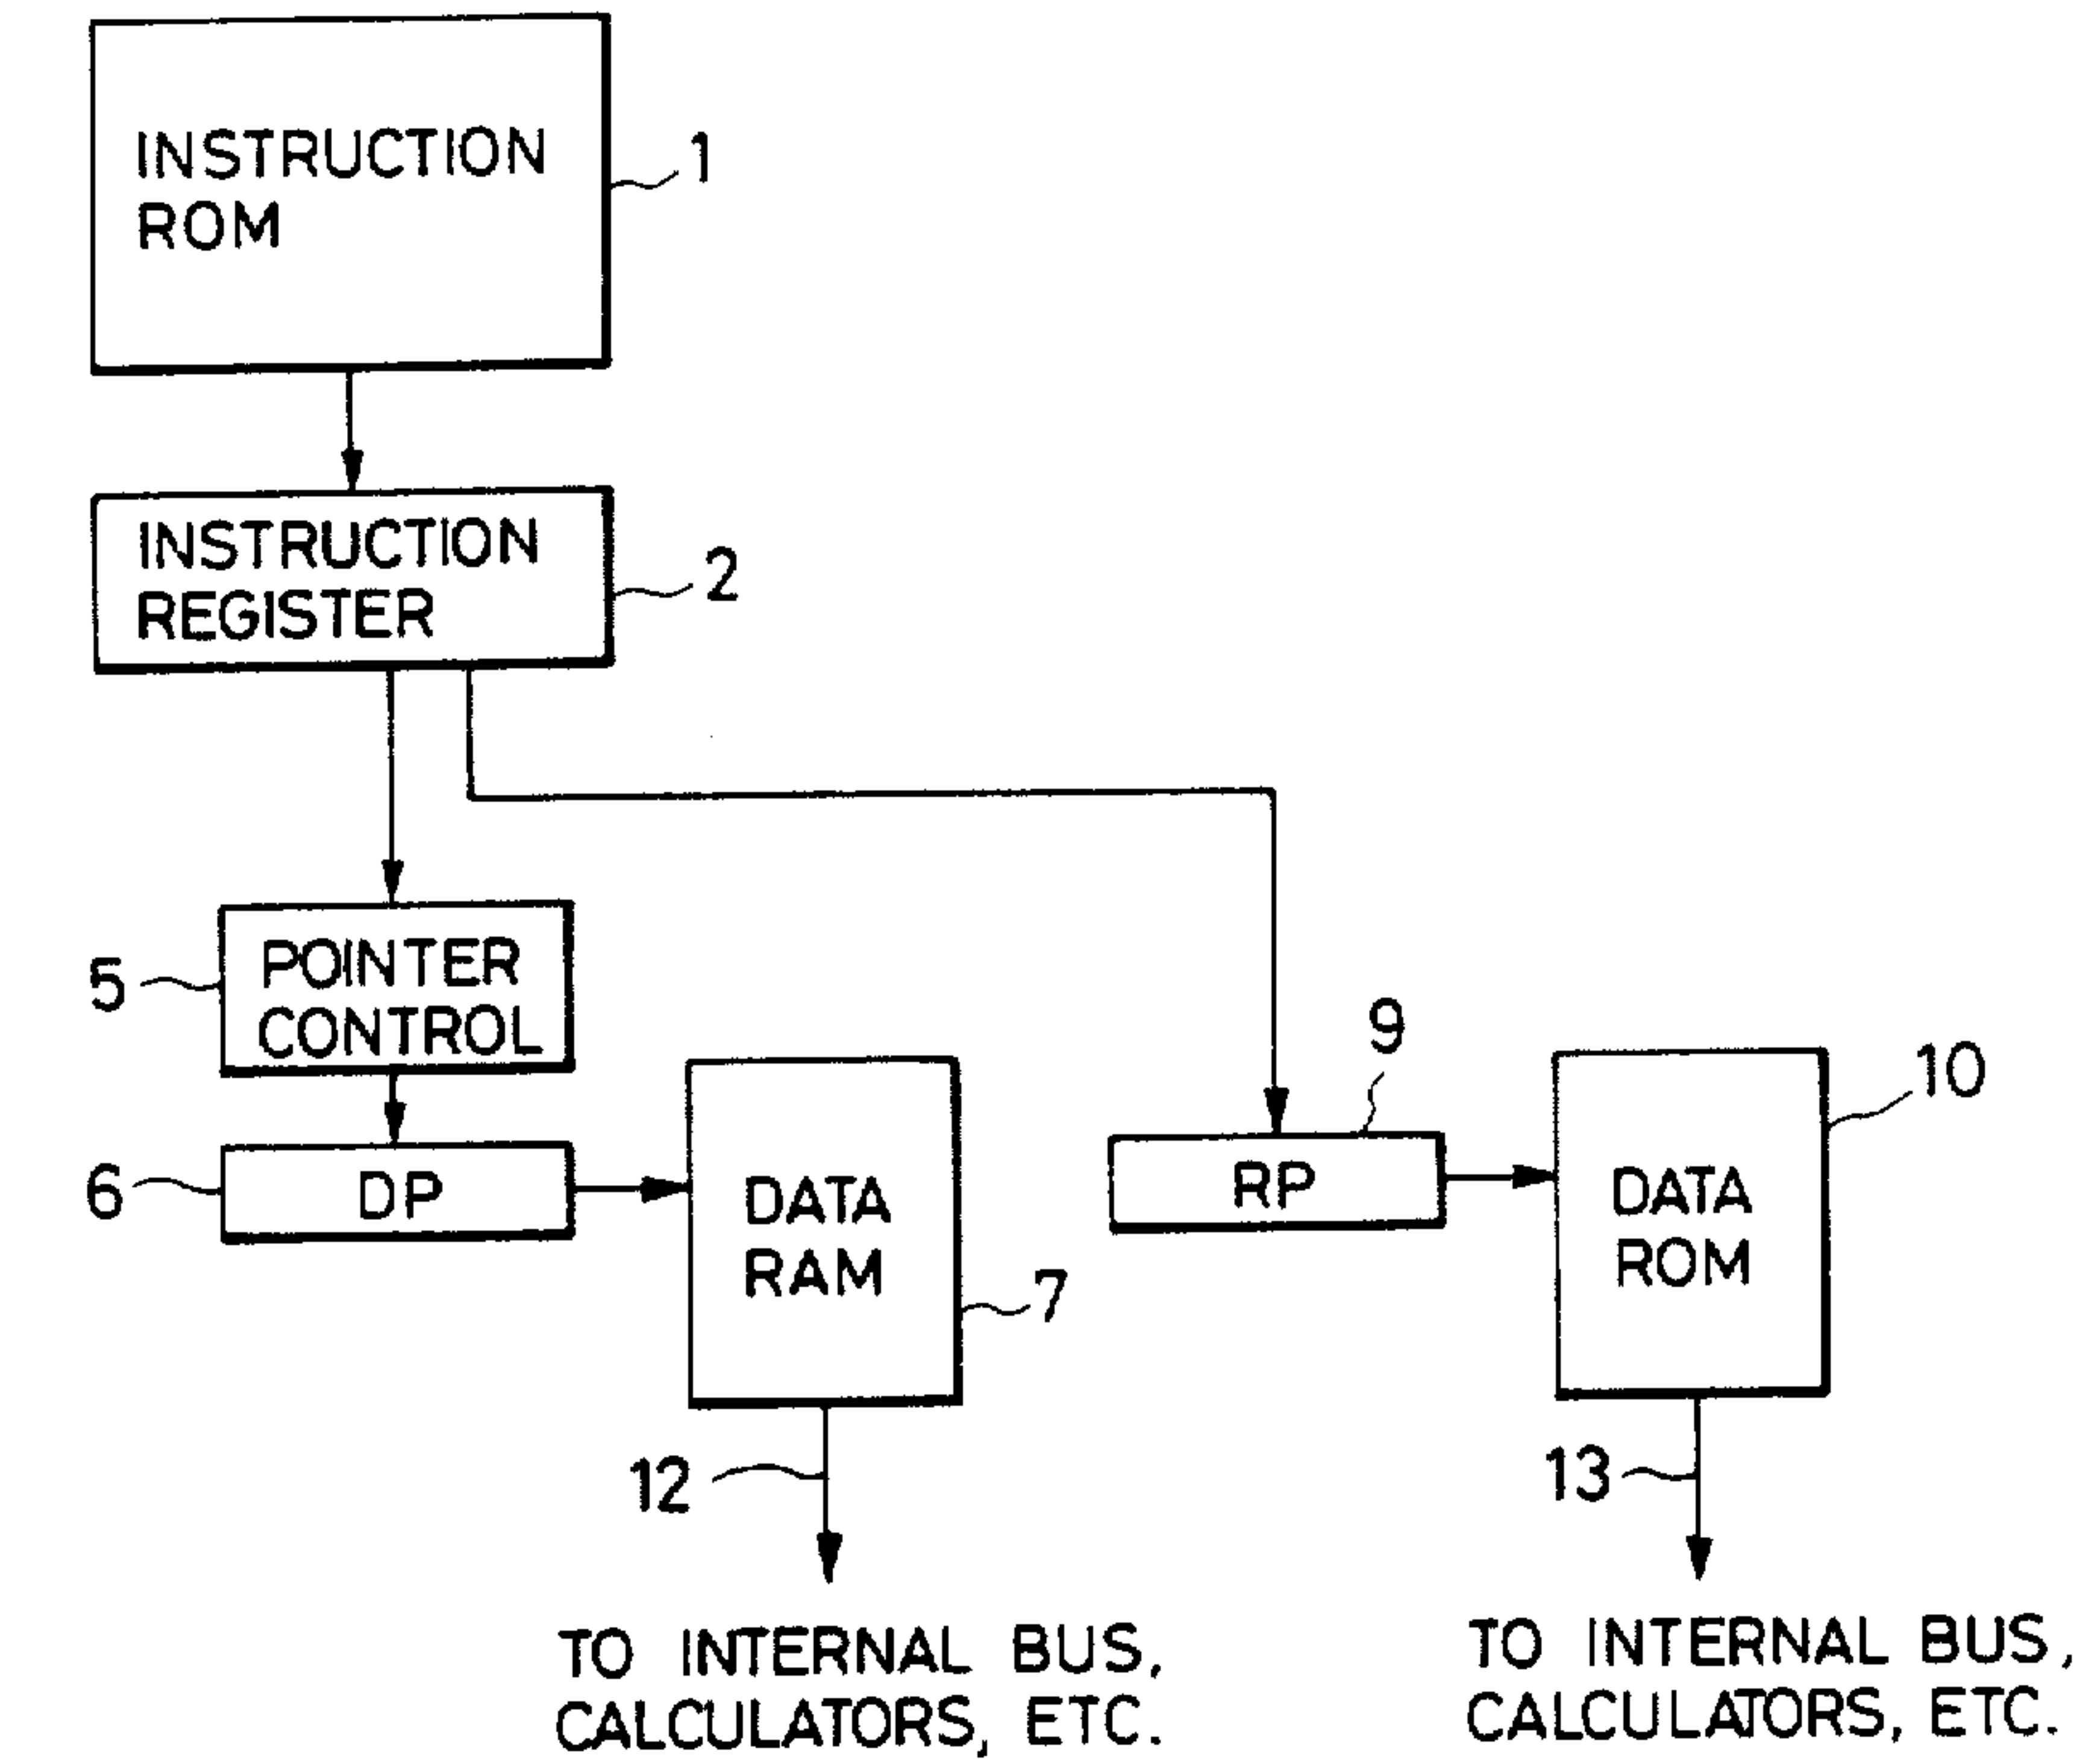 INSTRUCTION
ROM
1
INSTRUCTION
REGISTER
2
5
POINTER
CONTROL
9
10
6
DP
DATA
RAM
7
RP
DATA
ROM
12
13
TO INTERNAL BUS,
CALCULATORS, ETC.
TO INTERNAL BUS,
CALCULATORS, ETC.